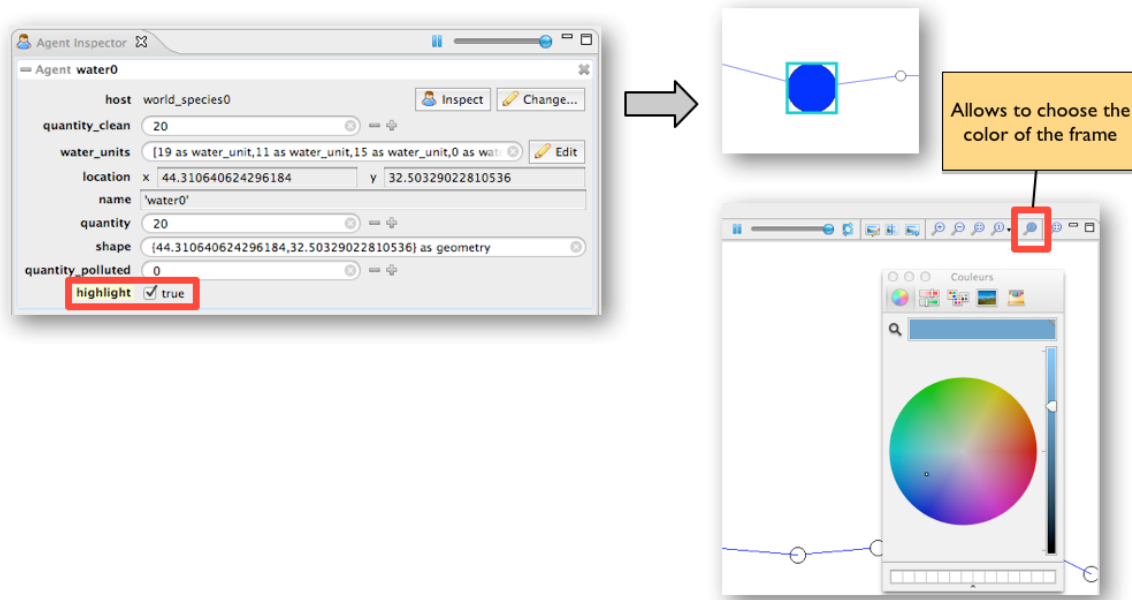 Agent Inspector
Agent water0
host world_species0 Inspect Change...
quantity_clean 20
water_units [19 as water_unit,11 as water_unit,15 as water_unit,0 as wat Edit
location x 44.310640624296184 y 32.50329022810536
name 'water0'
quantity 20
shape {44.310640624296184,32.50329022810536} as geometry
quantity_polluted 0
highlight true
Allows to choose the
color of the frame
Couleurs